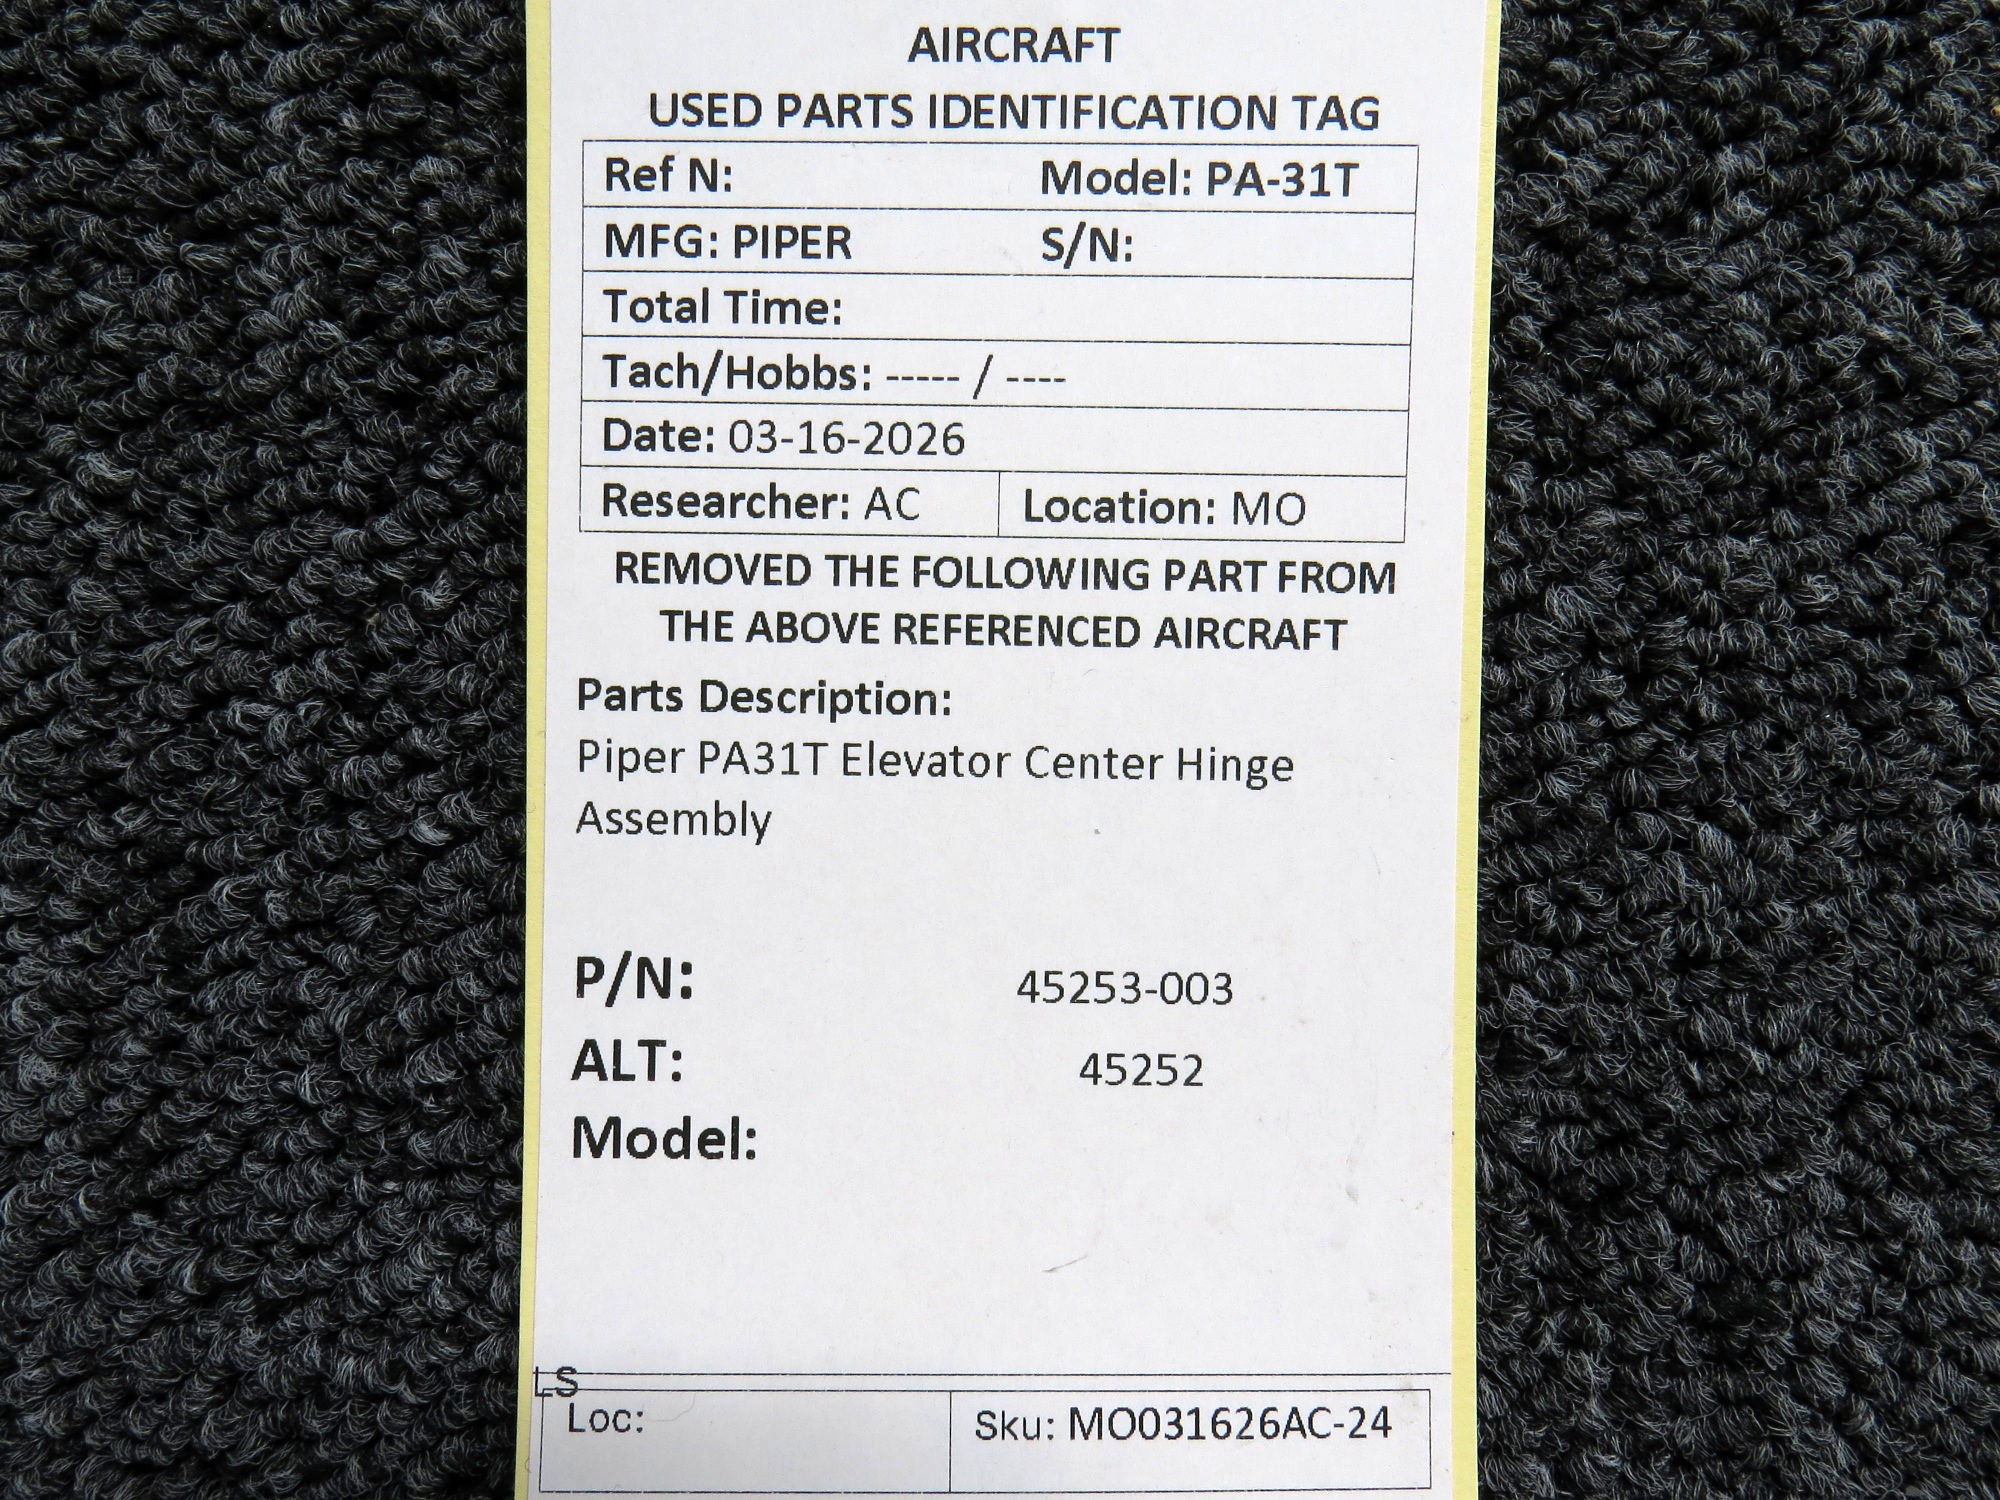 AIRCRAFT
USED PARTS IDENTIFICATION TAG
Ref N: Model: PA-31T
MFG: PIPER S/N:
Total Time:
Tach/Hobbs: ----- / ----
Date: 03-16-2026
Researcher: AC Location: MO
REMOVED THE FOLLOWING PART FROM
THE ABOVE REFERENCED AIRCRAFT
Parts Description:
Piper PA31T Elevator Center Hinge
Assembly
P/N: 45253-003
ALT: 45252
Model:
LS
Loc: Sku: MO031626AC-24